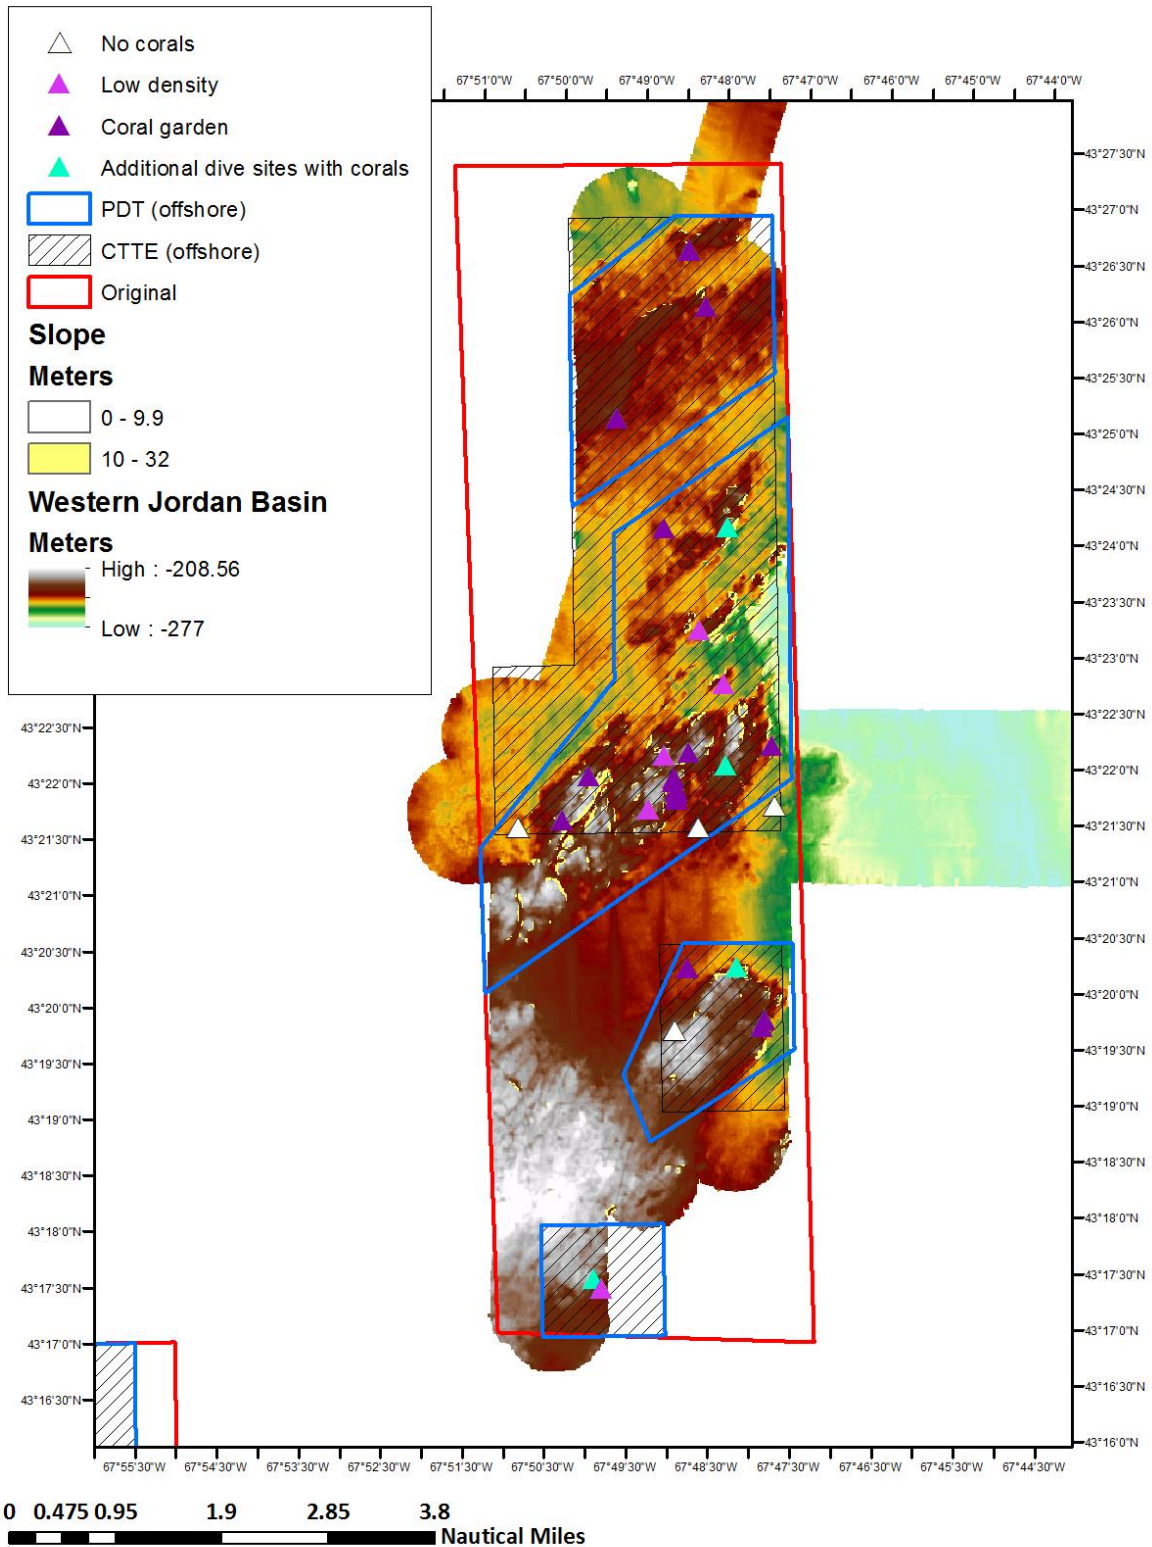 No corals
Low density
Coral garden
Additional dive sites with corals
PDT (offshore)
CTTE (offshore)
Original
Slope
Meters
0 - 9.9
10 - 32
Western Jordan Basin
Meters
High : -208.56
Low : -277
67°51'0"W 67°50'0"W 67°49'0"W 67°48'0"W 67°47'0"W 67°46'0"W 67°45'0"W 67°44'0"W
43°27'30"N
43°27'0"N
43°26'30"N
43°26'0"N
43°25'30"N
43°25'0"N
43°24'30"N
43°24'0"N
43°23'30"N
43°23'0"N
43°22'30"N
43°22'0"N
43°21'30"N
43°21'0"N
43°20'30"N
43°20'0"N
43°19'30"N
43°19'0"N
43°18'30"N
43°18'0"N
43°17'30"N
43°17'0"N
43°16'30"N
43°16'0"N
43°22'30"N
43°22'0"N
43°21'30"N
43°21'0"N
43°20'30"N
43°20'0"N
43°19'30"N
43°19'0"N
43°18'30"N
43°18'0"N
43°17'30"N
43°17'0"N
43°16'30"N
67°55'30"W 67°54'30"W 67°53'30"W 67°52'30"W 67°51'30"W 67°50'30"W 67°49'30"W 67°48'30"W 67°47'30"W 67°46'30"W 67°45'30"W 67°44'30"W
0 0.475 0.95 1.9 2.85 3.8
Nautical Miles